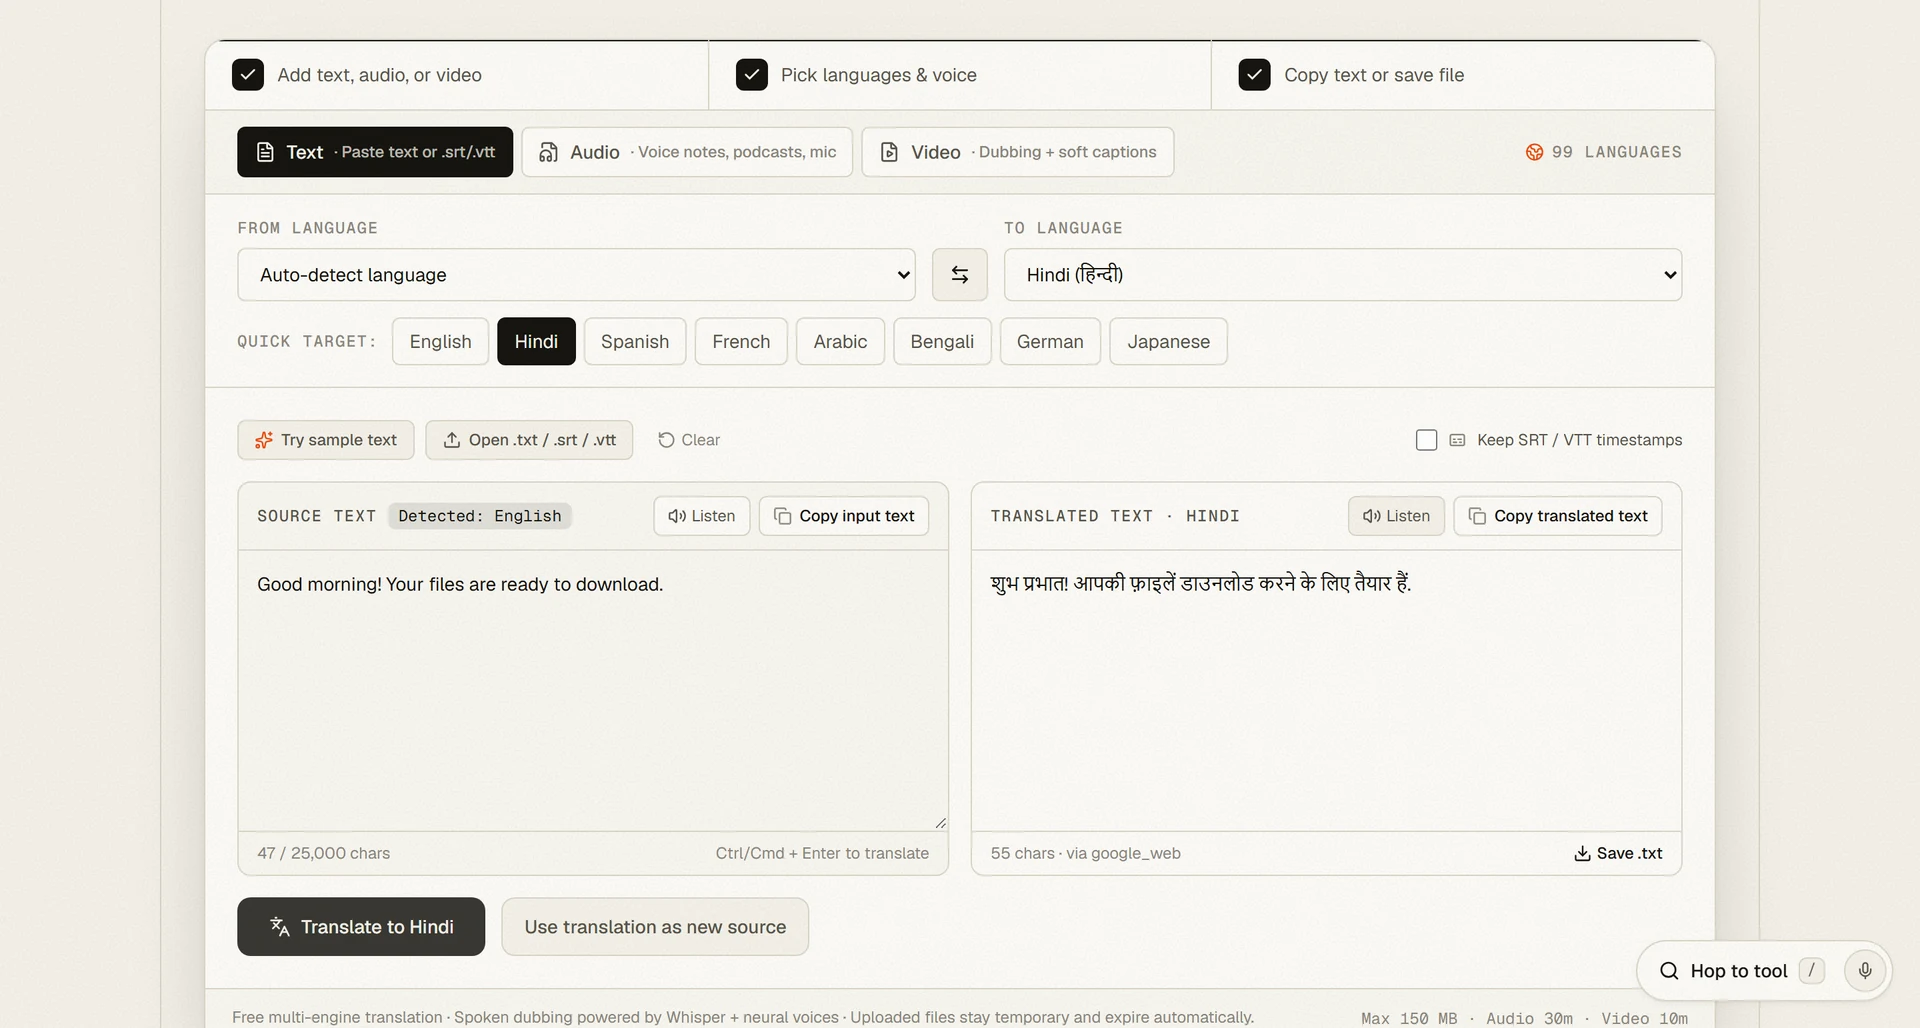 Add text, audio, or video
Pick languages & voice
Copy text or save file
Text · Paste text or .srt/.vtt
Audio · Voice notes, podcasts, mic
Video · Dubbing + soft captions
99 LANGUAGES
FROM LANGUAGE
TO LANGUAGE
Auto-detect language
Hindi (हिन्दी)
QUICK TARGET: English Hindi Spanish French Arabic Bengali German Japanese
Try sample text
Open .txt / .srt / .vtt
Clear
Keep SRT / VTT timestamps
SOURCE TEXT Detected: English
Listen
Copy input text
Good morning! Your files are ready to download.
47 / 25,000 chars
Ctrl/Cmd + Enter to translate
TRANSLATED TEXT · HINDI
Listen
Copy translated text
शुभ प्रभात! आपकी फ़ाइलें डाउनलोड करने के लिए तैयार हैं.
55 chars · via google_web
Save .txt
Translate to Hindi
Use translation as new source
Hop to tool /
Free multi-engine translation · Spoken dubbing powered by Whisper + neural voices · Uploaded files stay temporary and expire automatically.
Max 150 MB · Audio 30m · Video 10m